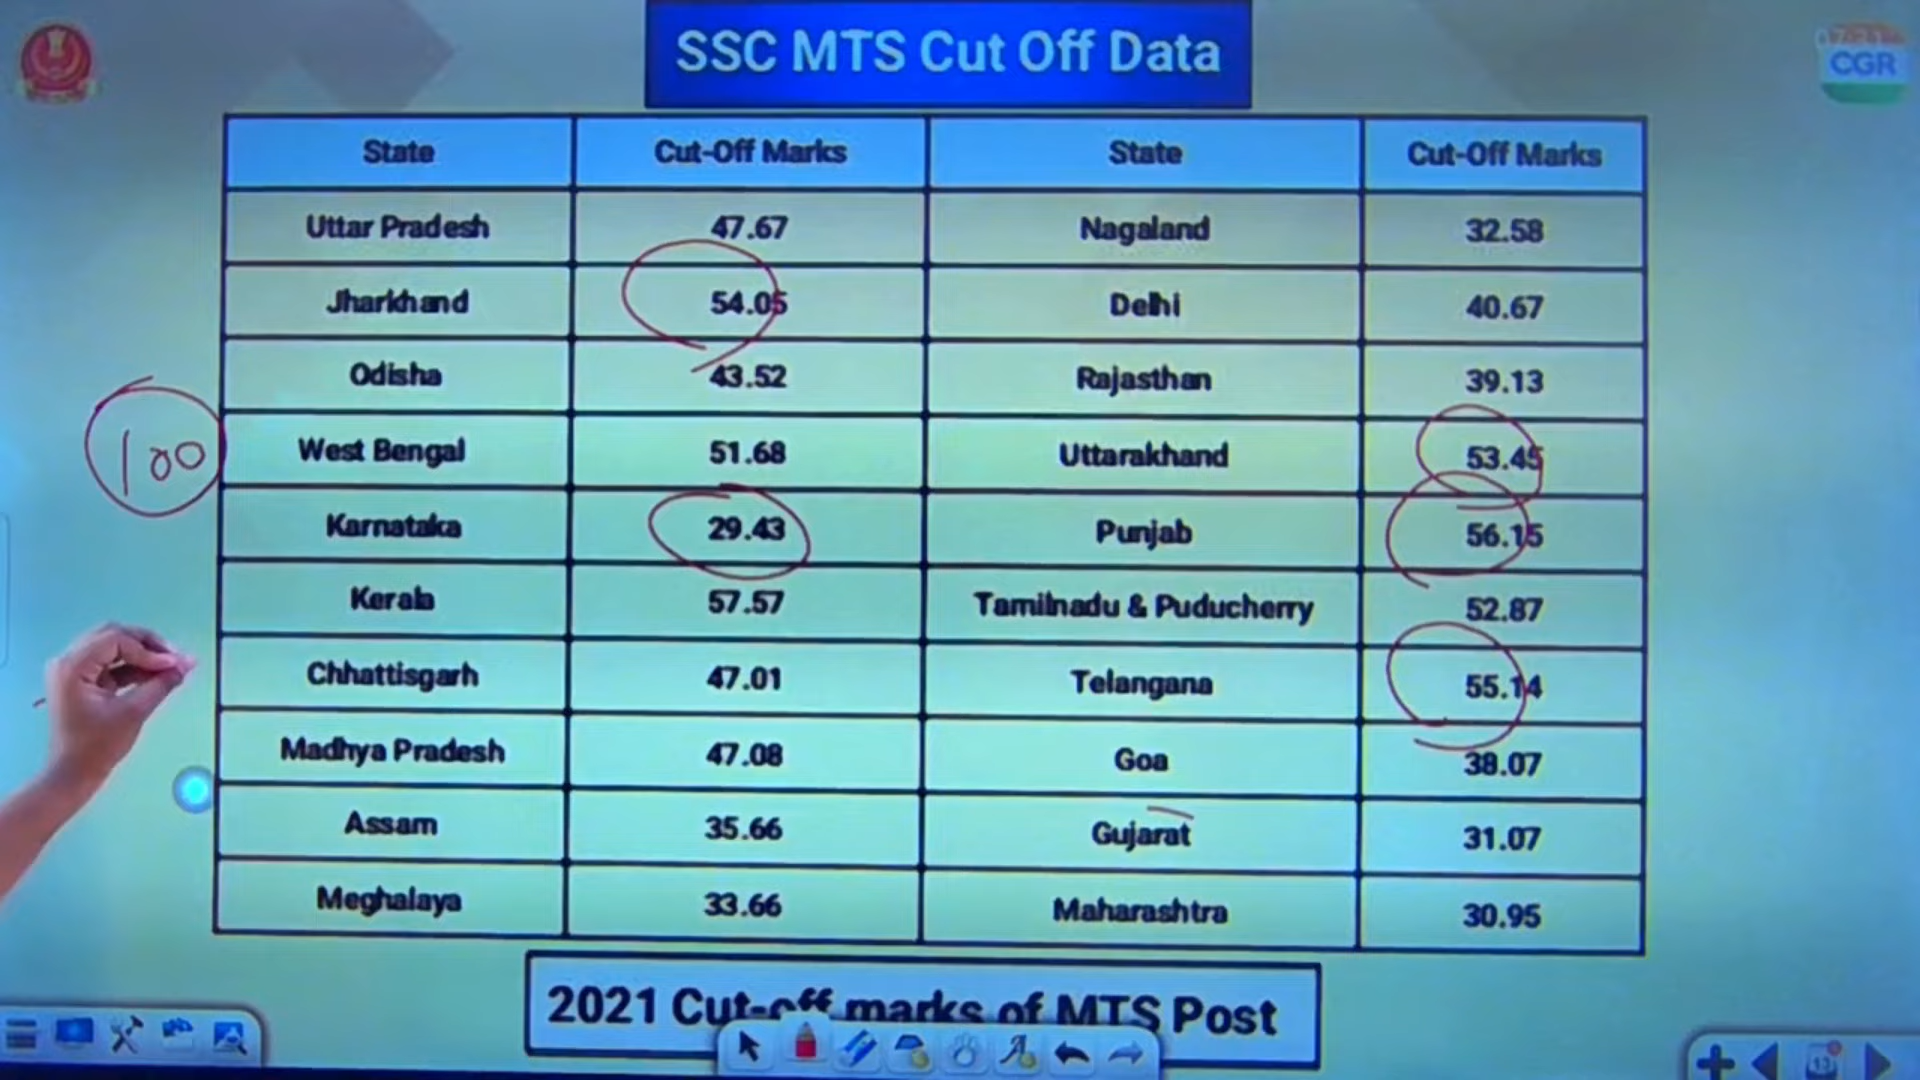 SSC MTS Cut Off Data
CGR
State Cut-Off Marks State Cut-Off Marks
Uttar Pradesh 47.67 Nagaland 32.58
Jharkhand 54.05 Delhi 40.67
Odisha 43.52 Rajasthan 39.13
100
West Bengal 51.68 Uttarakhand 53.45
Karnataka 29.43 Punjab 56.15
Kerala 57.57 Tamilnadu & Puducherry 52.87
Chhattisgarh 47.01 Telangana 55.14
Madhya Pradesh 47.08 Goa 38.07
Assam 35.66 Gujarat 31.07
Meghalaya 33.66 Maharashtra 30.95
2021 Cut-off marks of MTS Post
13